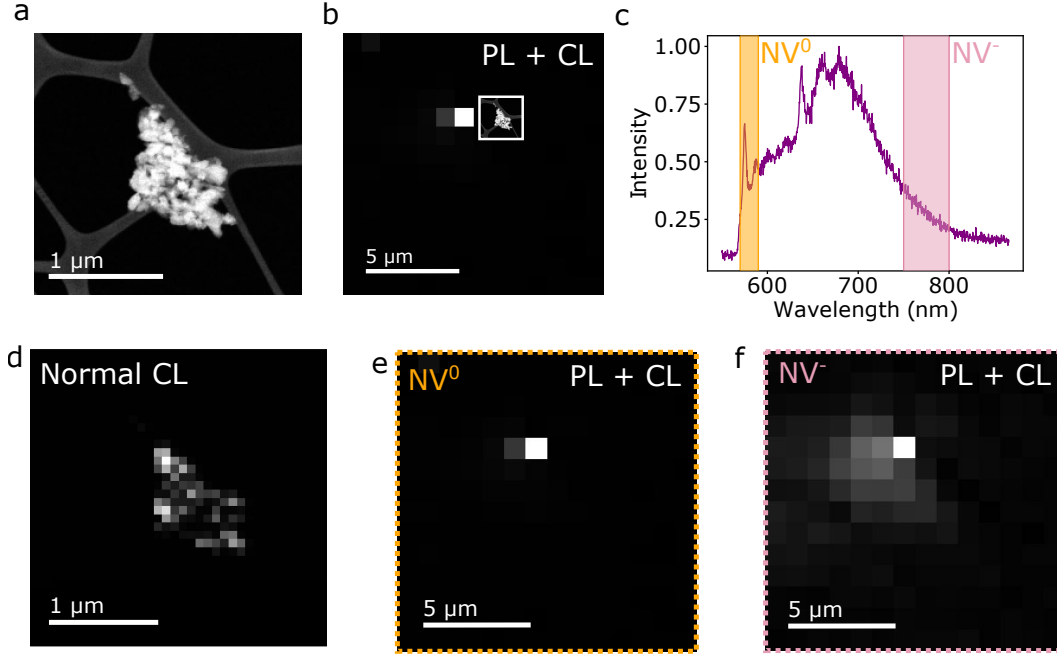 a
1 µm
b
PL + CL
5 µm
c
1.00
0.75
0.50
0.25
Intensity
NV⁰
NV⁻
600
700
800
Wavelength (nm)
d
Normal CL
1 µm
e
NV⁰
PL + CL
5 µm
f
NV⁻
PL + CL
5 µm